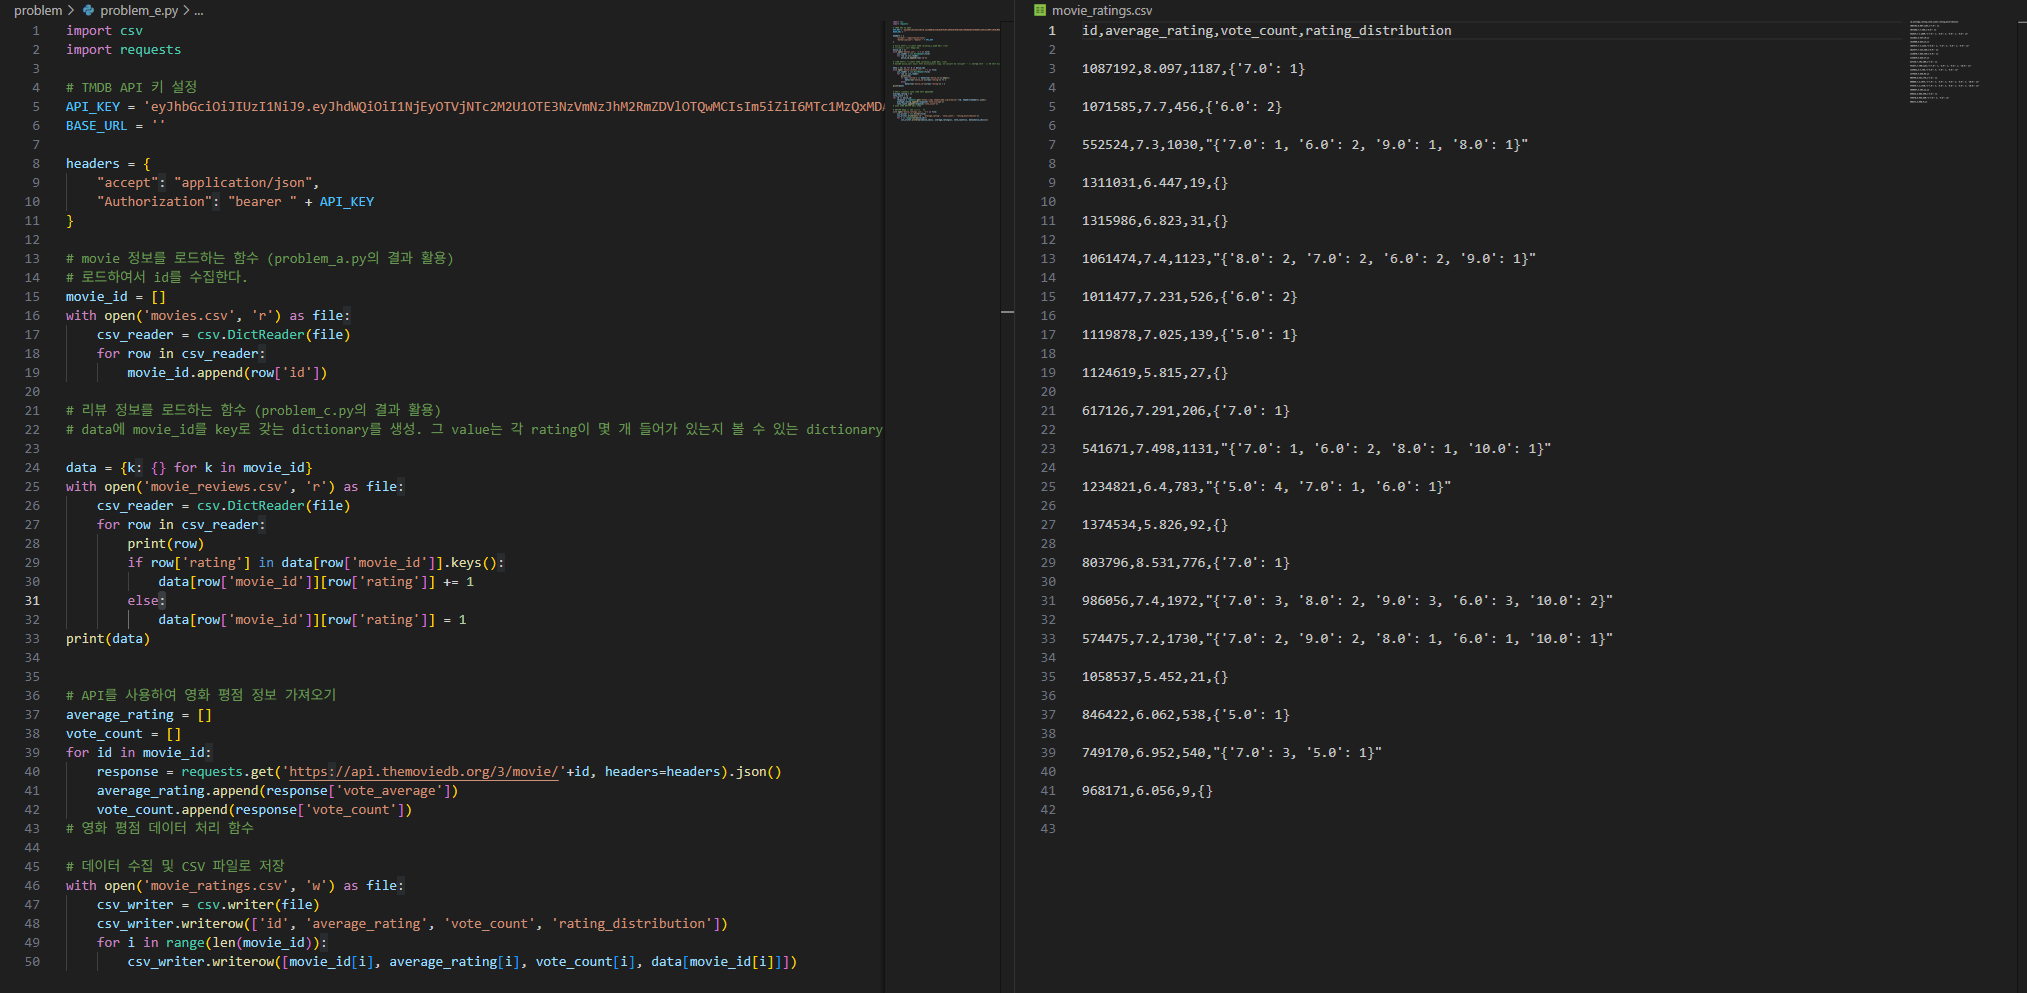 problem > problem_e.py > ...
1 import csv
2 import requests
3
4 # TMDB API 키 설정
5 API_KEY = 'eyJhbGciOiJIUzI1NiJ9.
6 BASE_URL = ''
7
8 headers = {
9     "accept": "application/json",
10     "Authorization": "bearer " + API_KEY
11 }
12
13 # movie 정보를 로드하는 함수 (problem_a.py의 결과 활용)
14 # 로드하여서 id를 수집한다.
15 movie_id = []
16 with open('movies.csv', 'r') as file:
17     csv_reader = csv.DictReader(file)
18     for row in csv_reader:
19         movie_id.append(row['id'])
20
21 # 리뷰 정보를 로드하는 함수 (problem_c.py의 결과 활용)
22 # data에 movie_id를 key로 갖는 dictionary를 생성. 그 value는 각 rating이 몇 개 들어가 있는지 볼 수 있는 dictionary
23
24 data = {k: {} for k in movie_id}
25 with open('movie_reviews.csv', 'r') as file:
26     csv_reader = csv.DictReader(file)
27     for row in csv_reader:
28         print(row)
29         if row['rating'] in data[row['movie_id']].keys():
30             data[row['movie_id']][row['rating']] += 1
31         else:
32             data[row['movie_id']][row['rating']] = 1
33 print(data)
34
35
36 # API를 사용하여 영화 평점 정보 가져오기
37 average_rating = []
38 vote_count = []
39 for id in movie_id:
40     response = requests.get('https://api.themoviedb.org/3/movie/'+id, headers=headers).json()
41     average_rating.append(response['vote_average'])
42     vote_count.append(response['vote_count'])
43 # 영화 평점 데이터 처리 함수
44
45 # 데이터 수집 및 CSV 파일로 저장
46 with open('movie_ratings.csv', 'w') as file:
47     csv_writer = csv.writer(file)
48     csv_writer.writerow(['id', 'average_rating', 'vote_count', 'rating_distribution'])
49     for i in range(len(movie_id)):
50         csv_writer.writerow([movie_id[i], average_rating[i], vote_count[i], data[movie_id[i]]])
movie_ratings.csv
1 id,average_rating,vote_count,rating_distribution
2
3 1087192,8.097,1187,{'7.0': 1}
4
5 1071585,7.7,456,{'6.0': 2}
6
7 552524,7.3,1030,"{'7.0': 1, '6.0': 2, '9.0': 1, '8.0': 1}"
8
9 1311031,6.447,19,{}
10
11 1315986,6.823,31,{}
12
13 1061474,7.4,1123,"{'8.0': 2, '7.0': 2, '6.0': 2, '9.0': 1}"
14
15 1011477,7.231,526,{'6.0': 2}
16
17 1119878,7.025,139,{'5.0': 1}
18
19 1124619,5.815,27,{}
20
21 617126,7.291,206,{'7.0': 1}
22
23 541671,7.498,1131,"{'7.0': 1, '6.0': 2, '8.0': 1, '10.0': 1}"
24
25 1234821,6.4,783,"{'5.0': 4, '7.0': 1, '6.0': 1}"
26
27 1374534,5.826,92,{}
28
29 803796,8.531,776,{'7.0': 1}
30
31 986056,7.4,1972,"{'7.0': 3, '8.0': 2, '9.0': 3, '6.0': 3, '10.0': 2}"
32
33 574475,7.2,1730,"{'7.0': 2, '9.0': 2, '8.0': 1, '6.0': 1, '10.0': 1}"
34
35 1058537,5.452,21,{}
36
37 846422,6.062,538,{'5.0': 1}
38
39 749170,6.952,540,"{'7.0': 3, '5.0': 1}"
40
41 968171,6.056,9,{}
42
43